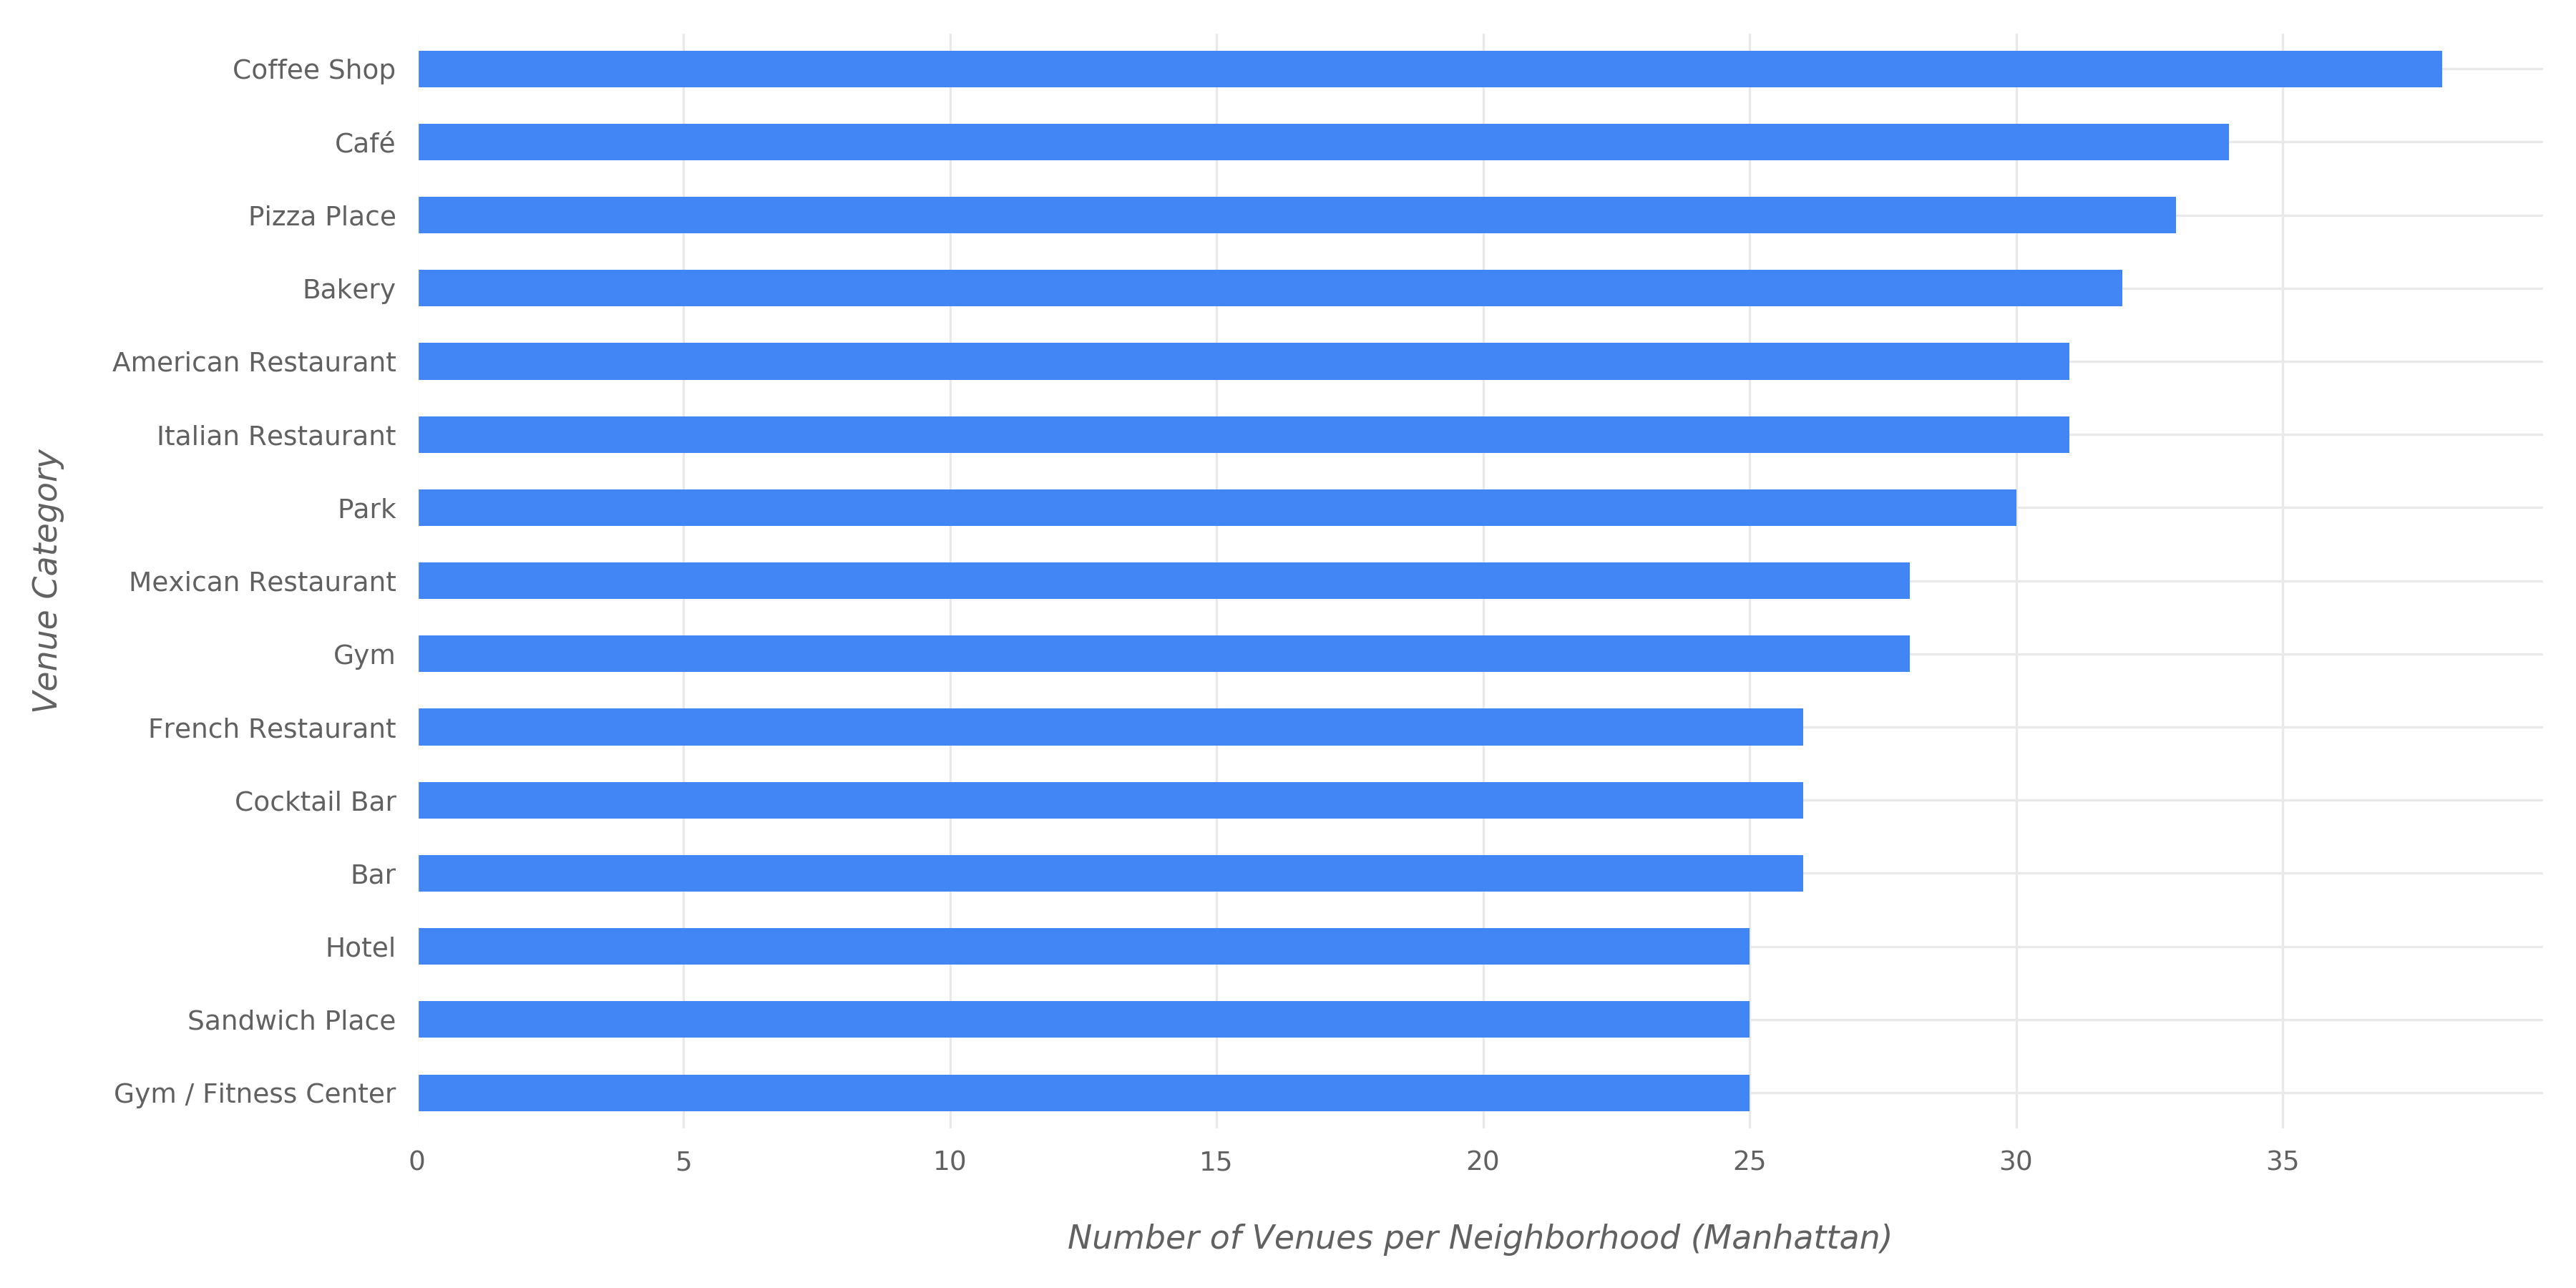 Coffee Shop
Café
Pizza Place
Bakery
American Restaurant
Italian Restaurant
Park
Mexican Restaurant
Gym
French Restaurant
Cocktail Bar
Bar
Hotel
Sandwich Place
Gym / Fitness Center
Venue Category
0 5 10 15 20 25 30 35
Number of Venues per Neighborhood (Manhattan)